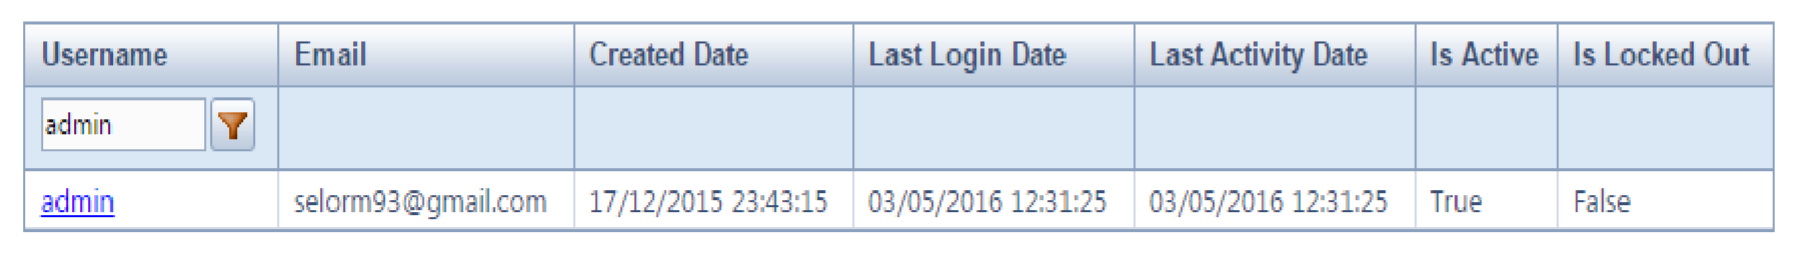 Username Email Created Date Last Login Date Last Activity Date Is Active Is Locked Out
admin
admin selorm93@gmail.com 17/12/2015 23:43:15 03/05/2016 12:31:25 03/05/2016 12:31:25 True False